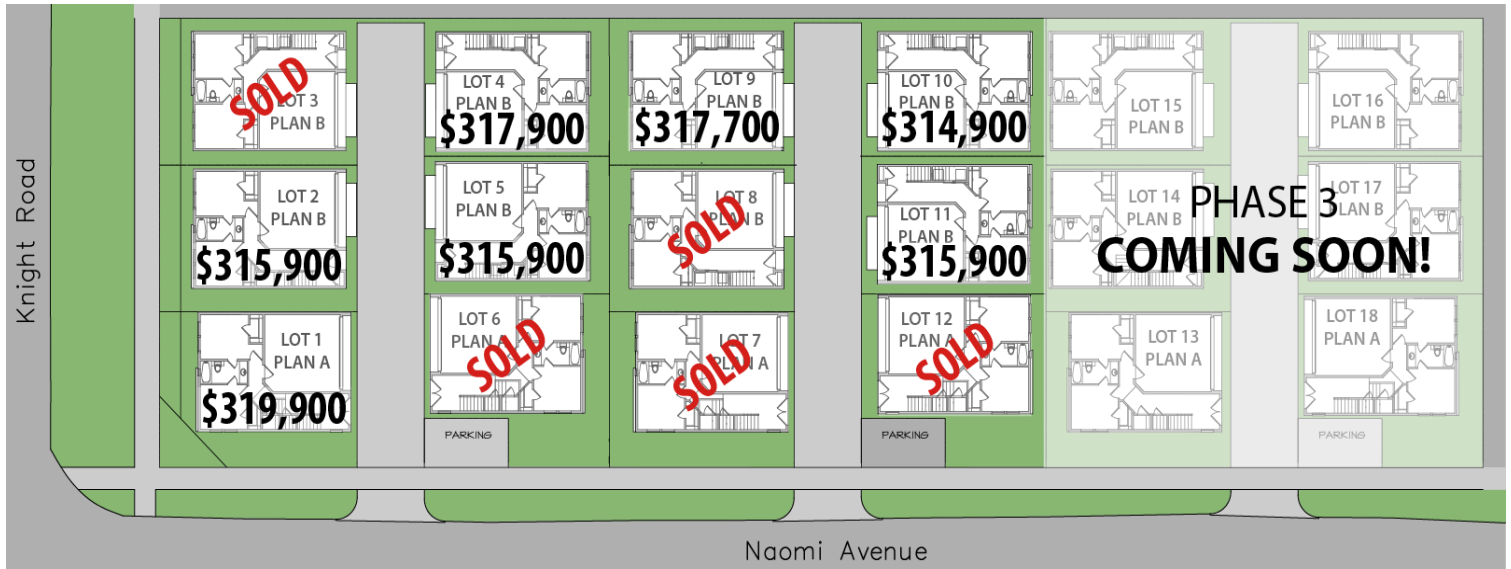 Knight Road
SOLD
LOT 3
PLAN B
LOT 4
PLAN B
$317,900
LOT 9
PLAN B
$317,700
LOT 10
PLAN B
$314,900
LOT 15
PLAN B
LOT 16
PLAN B
LOT 2
PLAN B
$315,900
LOT 5
PLAN B
$315,900
LOT 8
PLAN B
SOLD
LOT 11
PLAN B
$315,900
LOT 14
PLAN B
LOT 17
PLAN B
PHASE 3
COMING SOON!
LOT 1
PLAN A
$319,900
LOT 6
PLAN A
SOLD
LOT 7
PLAN A
SOLD
LOT 12
PLAN A
SOLD
LOT 13
PLAN A
LOT 18
PLAN A
PARKING
PARKING
PARKING
Naomi Avenue